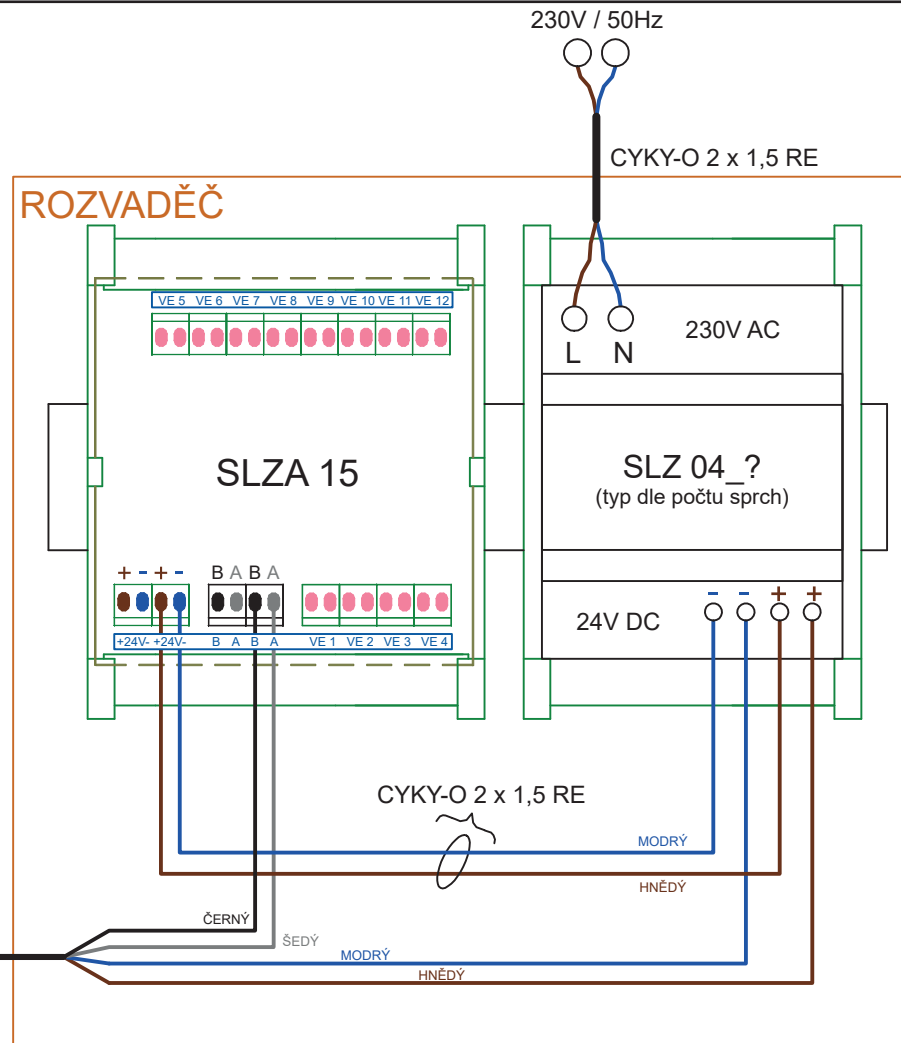 230V / 50Hz
CYKY-O 2 x 1,5 RE
ROZVADĚČ
VE 5 VE 6 VE 7 VE 8 VE 9 VE 10 VE 11 VE 12
L N
230V AC
SLZA 15
SLZ 04_?
(typ dle počtu sprch)
+ - + -
B A B A
+24V- +24V- B A B A VE 1 VE 2 VE 3 VE 4
24V DC
- - + +
CYKY-O 2 x 1,5 RE
MODRÝ
HNĚDÝ
ČERNÝ
ŠEDÝ
MODRÝ
HNĚDÝ